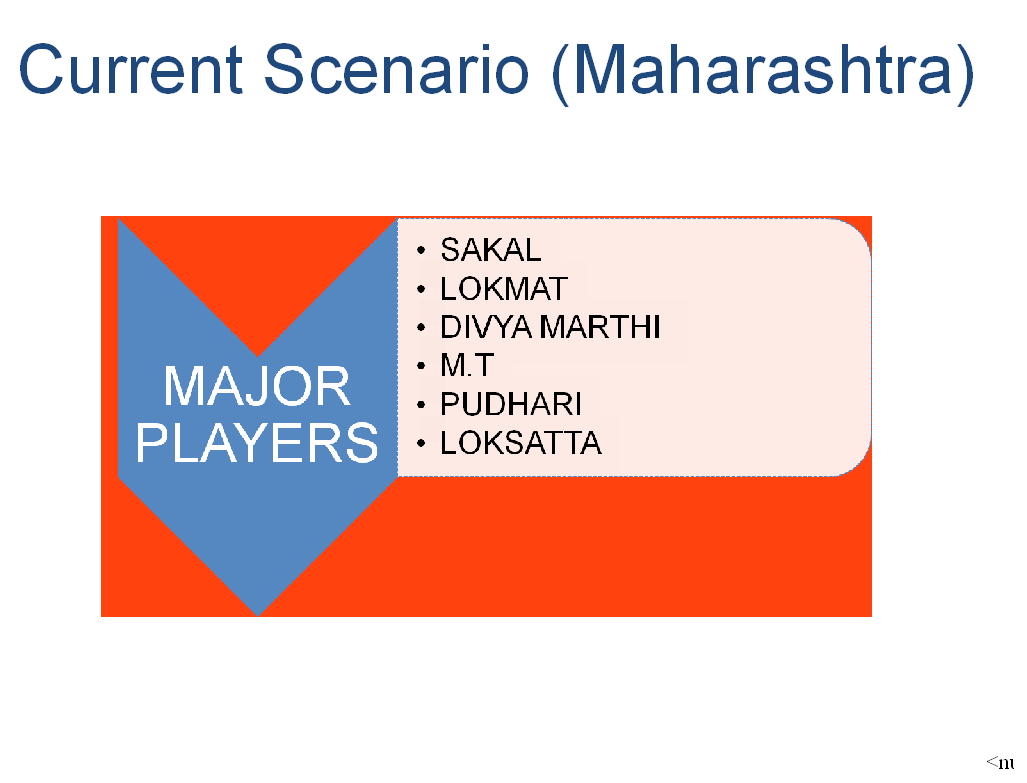 Current Scenario (Maharashtra)
MAJOR
PLAYERS
• SAKAL
• LOKMAT
• DIVYA MARTHI
• M.T
• PUDHARI
• LOKSATTA